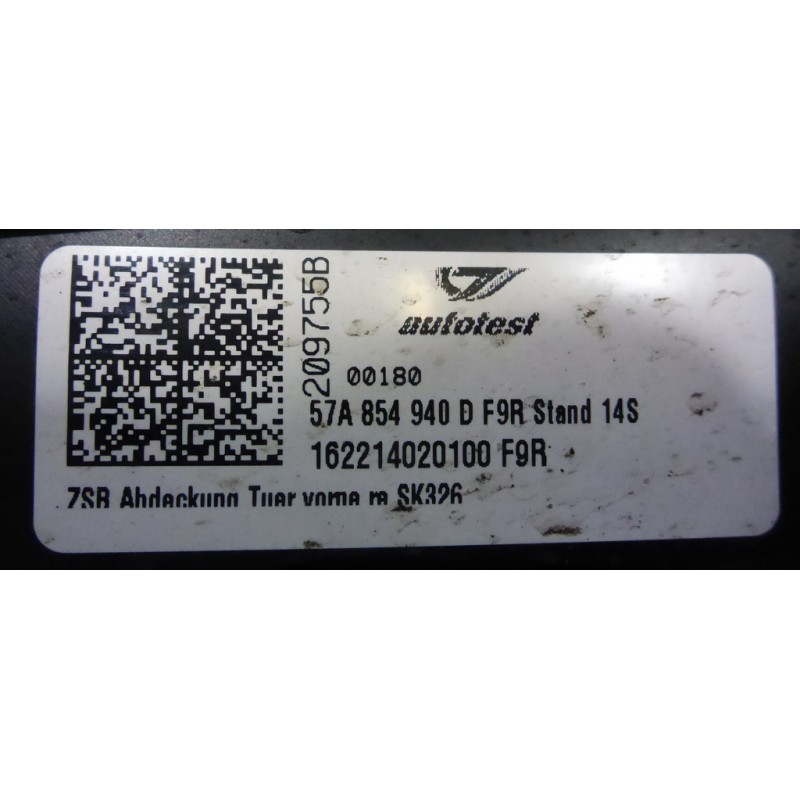 209755B
autotest
00180
57A 854 940 D F9R Stand 14S
162214020100 F9R
ZSB Abdeckung Tuer vorne re SK326